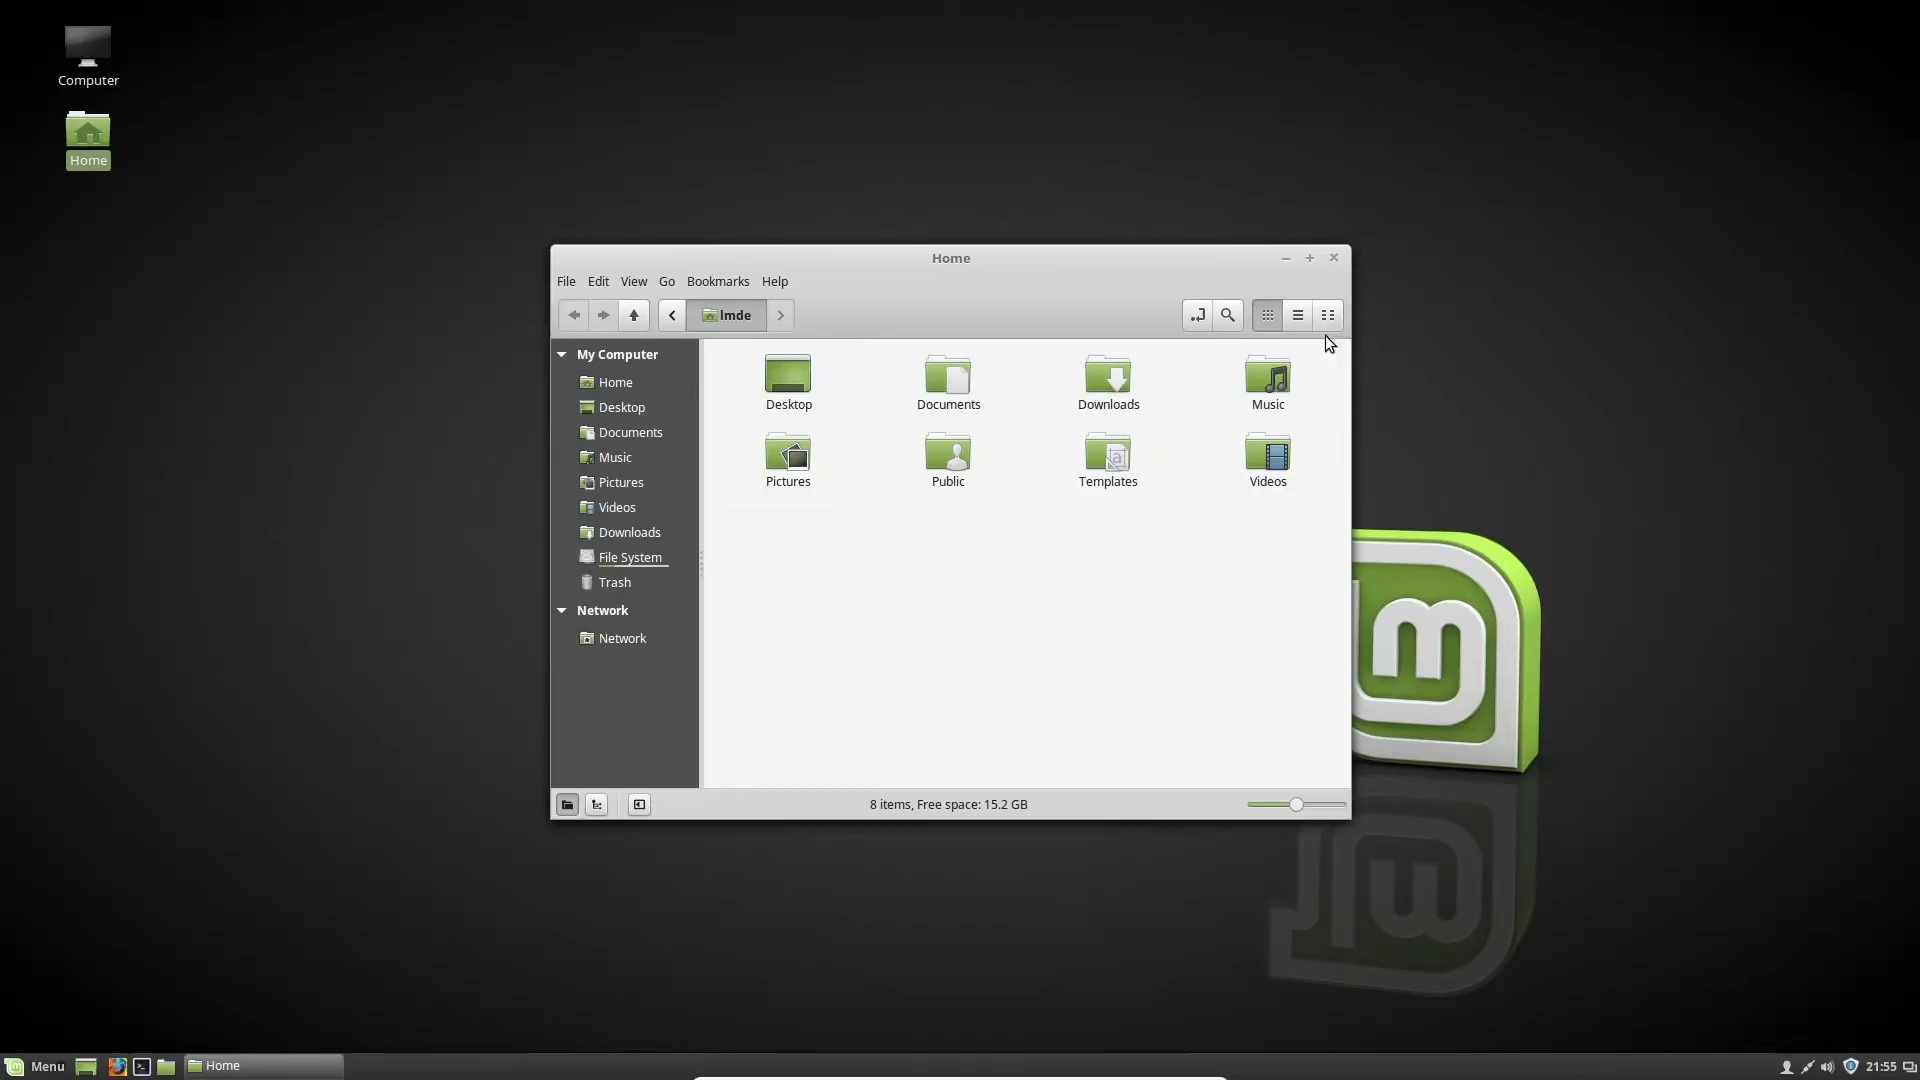 Computer
Home
Home
File Edit View Go Bookmarks Help
lmde
My Computer
Home
Desktop
Documents
Music
Pictures
Videos
Downloads
File System
Trash
Network
Network
Desktop Documents Downloads Music
Pictures Public Templates Videos
8 items, Free space: 15.2 GB
Menu Home 21:55